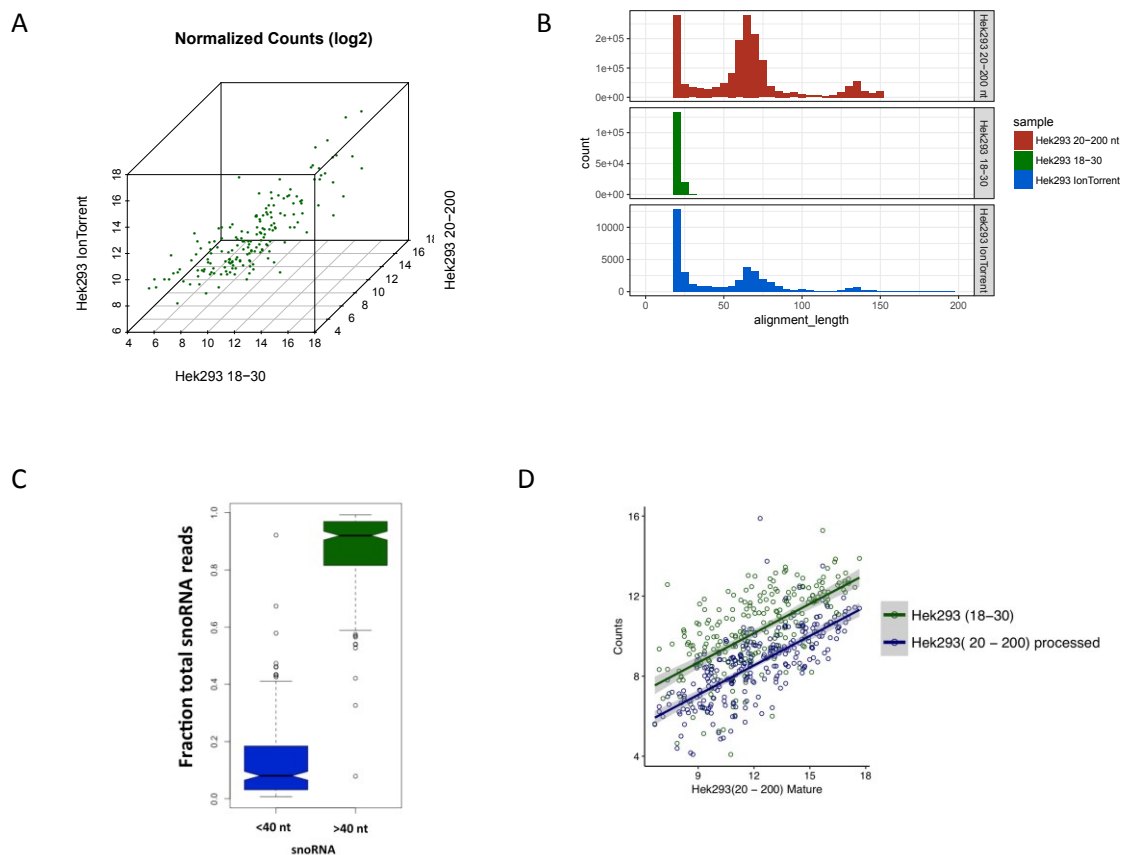 A
Normalized Counts (log2)
18
16
14
12
10
8
6
4 6 8 10 12 14 16 18
4
6
8
10
12
14
16
Hek293 IonTorrent
Hek293 18−30
Hek293 20−200
B
2e+05
1e+05
0e+00
Hek293 20−200 nt
1e+05
5e+04
0e+00
Hek293 18−30
10000
5000
0
Hek293 IonTorrent
0 50 100 150 200
alignment_length
count
sample
Hek293 20−200 nt
Hek293 18−30
Hek293 IonTorrent
C
Fraction total snoRNA reads
1.0
0.8
0.6
0.4
0.2
0.0
<40 nt >40 nt
snoRNA
D
Counts
16
12
8
4
9 12 15 18
Hek293(20 − 200) Mature
Hek293 (18−30)
Hek293( 20 − 200) processed